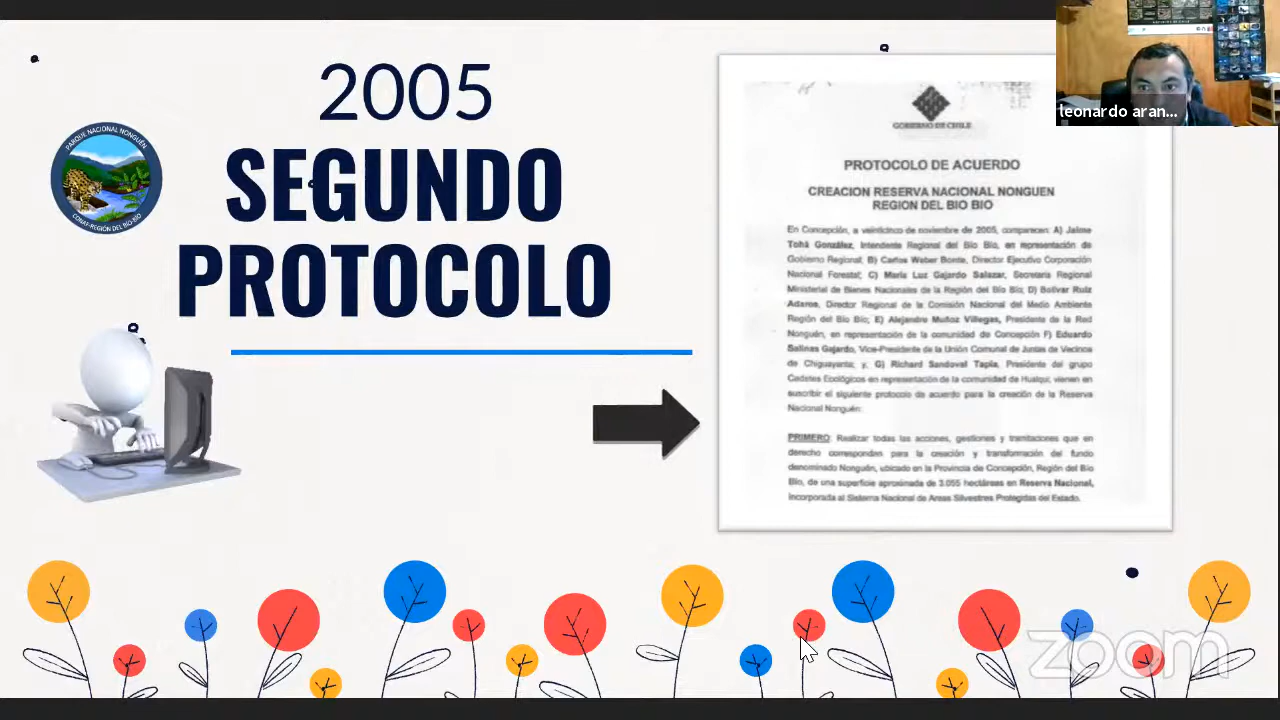 2005
SEGUNDO
PROTOCOLO
PARQUE NACIONAL NONGUÉN
CONAF-REGIÓN DEL BÍO-BÍO
GOBIERNO DE CHILE
PROTOCOLO DE ACUERDO
CREACION RESERVA NACIONAL NONGUEN
REGION DEL BIO BIO
En Concepción, a veinticinco de noviembre de 2005, comparecen: A) Jaime
Tohá González, Intendente Regional del Bio Bio, en representación de
Gobierno Regional; B) Carlos Weber Bonte, Director Ejecutivo Corporación
Nacional Forestal; C) María Luz Gajardo Salazar, Secretaria Regional
Ministerial de Bienes Nacionales de la Región del Bio Bio; D) Bolívar Ruiz
Adaros, Director Regional de la Comisión Nacional del Medio Ambiente
Región del Bio Bio; E) Alejandro Muñoz Villegas, Presidente de la Red
Nonguén, en representación de la comunidad de Concepción F) Eduardo
Salinas Gajardo, Vice-Presidente de la Unión Comunal de Juntas de Vecinos
de Chiguayante; y, G) Richard Sandoval Tapia, Presidente del grupo
Cadetes Ecológicos en representación de la comunidad de Hualqui, vienen en
suscribir el siguiente protocolo de acuerdo para la creación de la Reserva
Nacional Nonguén:
PRIMERO: Realizar todas las acciones, gestiones y tramitaciones que en
derecho corresponden para la creación y transformación del fundo
denominado Nonguén, ubicado en la Provincia de Concepción, Región del Bio
Bio, de una superficie aproximada de 3.055 hectáreas en Reserva Nacional,
incorporada al Sistema Nacional de Areas Silvestres Protegidas del Estado.
leonardo aran...
zoom